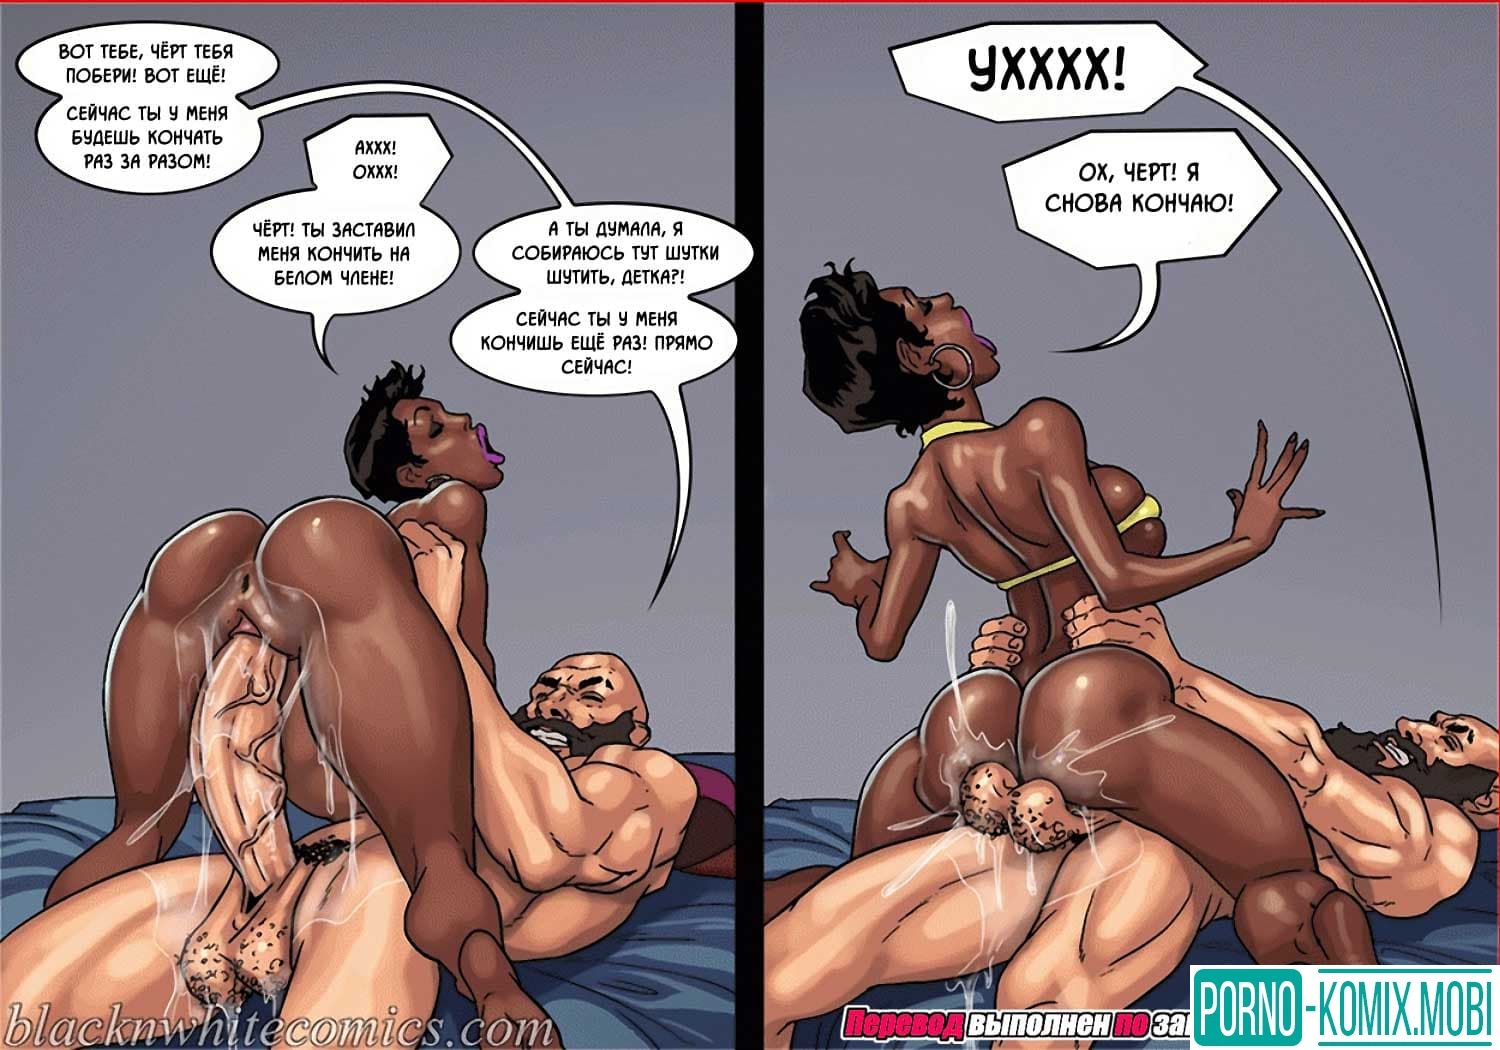 ВОТ ТЕБЕ, ЧЁРТ ТЕБЯ
ПОБЕРИ! ВОТ ЕЩЁ!
СЕЙЧАС ТЫ У МЕНЯ
БУДЕШЬ КОНЧАТЬ
РАЗ ЗА РАЗОМ!
АХХХ!
ОХХХ!
ЧЁРТ! ТЫ ЗАСТАВИЛ
МЕНЯ КОНЧИТЬ НА
БЕЛОМ ЧЛЕНЕ!
А ТЫ ДУМАЛА, Я
СОБИРАЮСЬ ТУТ ШУТКИ
ШУТИТЬ, ДЕТКА?!
СЕЙЧАС ТЫ У МЕНЯ
КОНЧИШЬ ЕЩЁ РАЗ! ПРЯМО
СЕЙЧАС!
УХХХХ!
ОХ, ЧЕРТ! Я
СНОВА КОНЧАЮ!
blacknwhitecomics.com
Перевод выполнен по
PORNO-KOMIX.MOBI